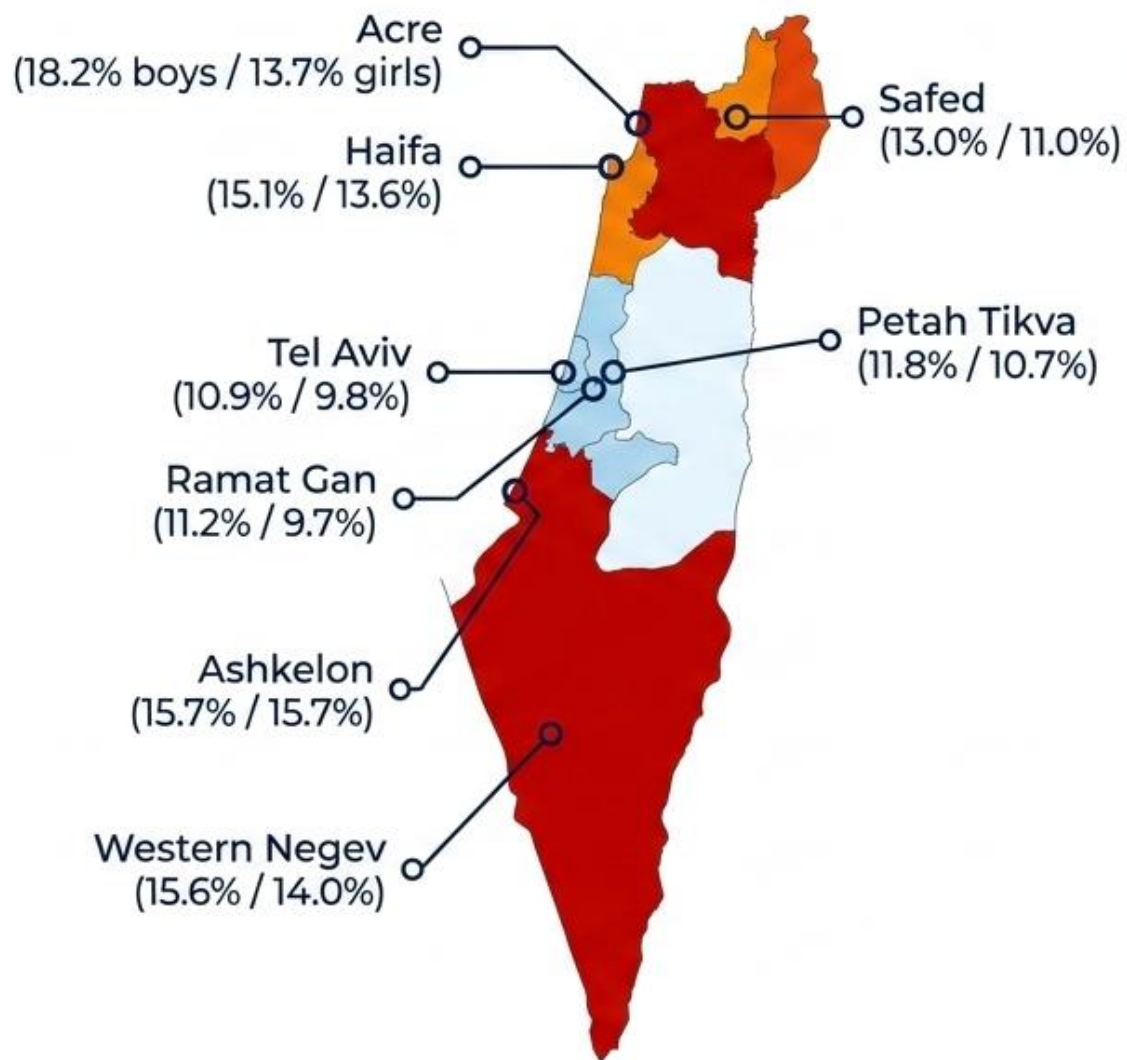 Acre
(18.2% boys / 13.7% girls)
Safed
(13.0% / 11.0%)
Haifa
(15.1% / 13.6%)
Petah Tikva
(11.8% / 10.7%)
Tel Aviv
(10.9% / 9.8%)
Ramat Gan
(11.2% / 9.7%)
Ashkelon
(15.7% / 15.7%)
Western Negev
(15.6% / 14.0%)